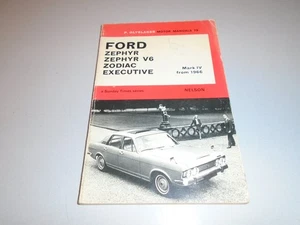 FORD
ZEPHYR
ZEPHYR V6
ZODIAC
EXECUTIVE
Mark IV
from 1966
NELSON